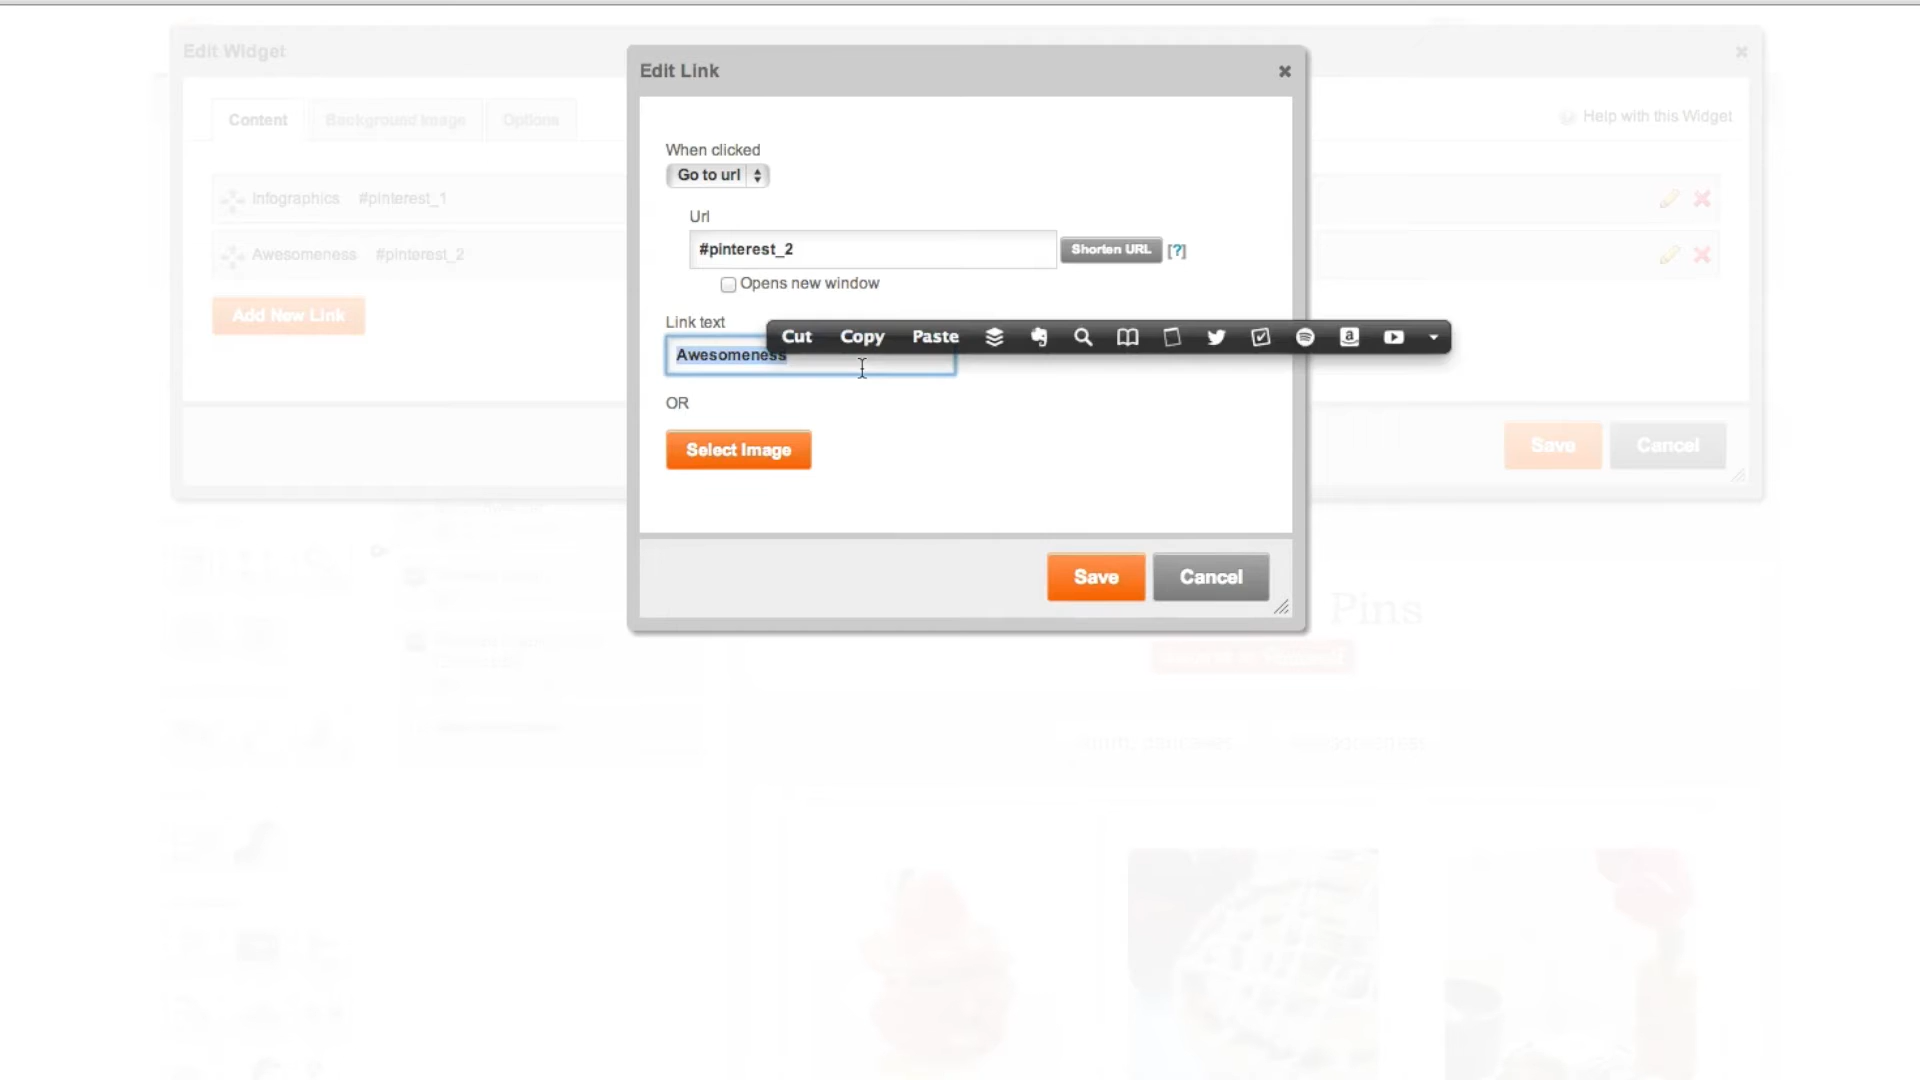 Edit Widget
Edit Link
Content Background Image Options
Help with this Widget
When clicked
Go to url
Infographics #pinterest_1
Url
#pinterest_2
Shorten URL [?]
Awesomeness #pinterest_2
Opens new window
Add New Link
Link text
Cut Copy Paste
Awesomeness
OR
Select Image
Save Cancel
Save Cancel
Pins